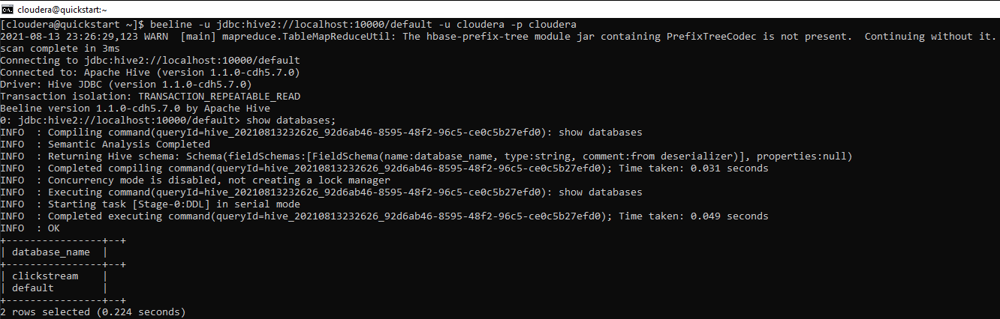 cloudera@quickstart:~
[cloudera@quickstart ~]$ beeline -u jdbc:hive2://localhost:10000/default -u cloudera -p cloudera
2021-08-13 23:26:29,123 WARN  [main] mapreduce.TableMapReduceUtil: The hbase-prefix-tree module jar containing PrefixTreeCodec is not present.  Continuing without it.
scan complete in 3ms
Connecting to jdbc:hive2://localhost:10000/default
Connected to: Apache Hive (version 1.1.0-cdh5.7.0)
Driver: Hive JDBC (version 1.1.0-cdh5.7.0)
Transaction isolation: TRANSACTION_REPEATABLE_READ
Beeline version 1.1.0-cdh5.7.0 by Apache Hive
0: jdbc:hive2://localhost:10000/default> show databases;
INFO  : Compiling command(queryId=hive_20210813232626_92d6ab46-8595-48f2-96c5-ce0c5b27efd0): show databases
INFO  : Semantic Analysis Completed
INFO  : Returning Hive schema: Schema(fieldSchemas:[FieldSchema(name:database_name, type:string, comment:from deserializer)], properties:null)
INFO  : Completed compiling command(queryId=hive_20210813232626_92d6ab46-8595-48f2-96c5-ce0c5b27efd0); Time taken: 0.031 seconds
INFO  : Concurrency mode is disabled, not creating a lock manager
INFO  : Executing command(queryId=hive_20210813232626_92d6ab46-8595-48f2-96c5-ce0c5b27efd0): show databases
INFO  : Starting task [Stage-0:DDL] in serial mode
INFO  : Completed executing command(queryId=hive_20210813232626_92d6ab46-8595-48f2-96c5-ce0c5b27efd0); Time taken: 0.049 seconds
INFO  : OK
+----------------+--+
| database_name  |
+----------------+--+
| clickstream    |
| default        |
+----------------+--+
2 rows selected (0.224 seconds)